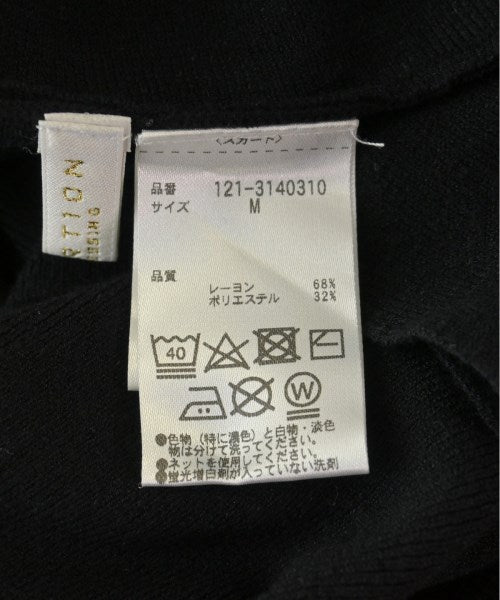 〈スカート〉
品番 121-3140310
サイズ M
品質
レーヨン 68%
ポリエステル 32%
40
W
●色物（特に濃色）と白物・淡色
物は分けて洗ってください。
●ネットを使用してください。
●蛍光増白剤が入っていない洗剤
RTION